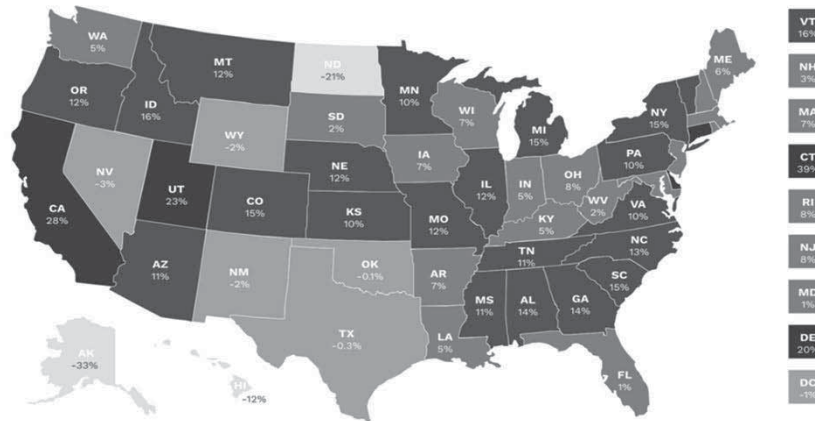 WA
5%
OR
12%
CA
28%
NV
-3%
ID
16%
MT
12%
WY
-2%
UT
23%
AZ
11%
CO
15%
NM
-2%
ND
-21%
SD
2%
NE
12%
KS
10%
OK
-0.1%
TX
-0.3%
MN
10%
IA
7%
MO
12%
AR
7%
LA
5%
WI
7%
IL
12%
MI
15%
IN
5%
OH
8%
KY
5%
TN
11%
MS
11%
AL
14%
GA
14%
FL
1%
SC
15%
NC
13%
VA
10%
WV
2%
PA
10%
NY
15%
ME
6%
AK
-33%
HI
-12%
VT
16%
NH
3%
MA
7%
CT
39%
RI
8%
NJ
8%
MD
1%
DE
20%
DC
-1%